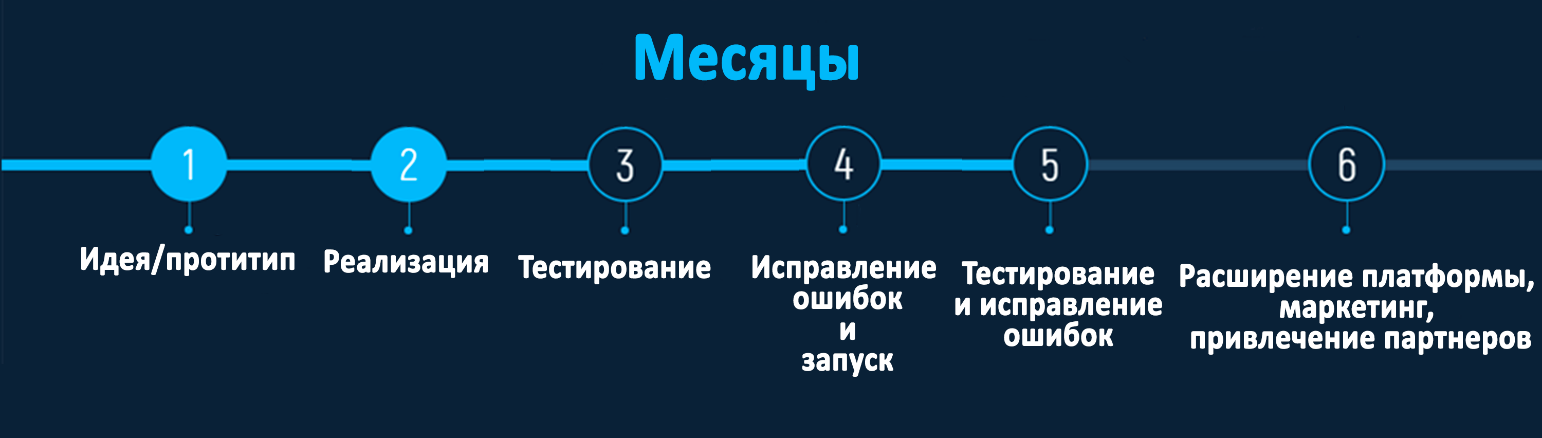 Месяцы
1
2
3
4
5
6
Идея/протитип
Реализация
Тестирование
Исправление
ошибок
и
запуск
Тестирование
и исправление
ошибок
Расширение платформы,
маркетинг,
привлечение партнеров